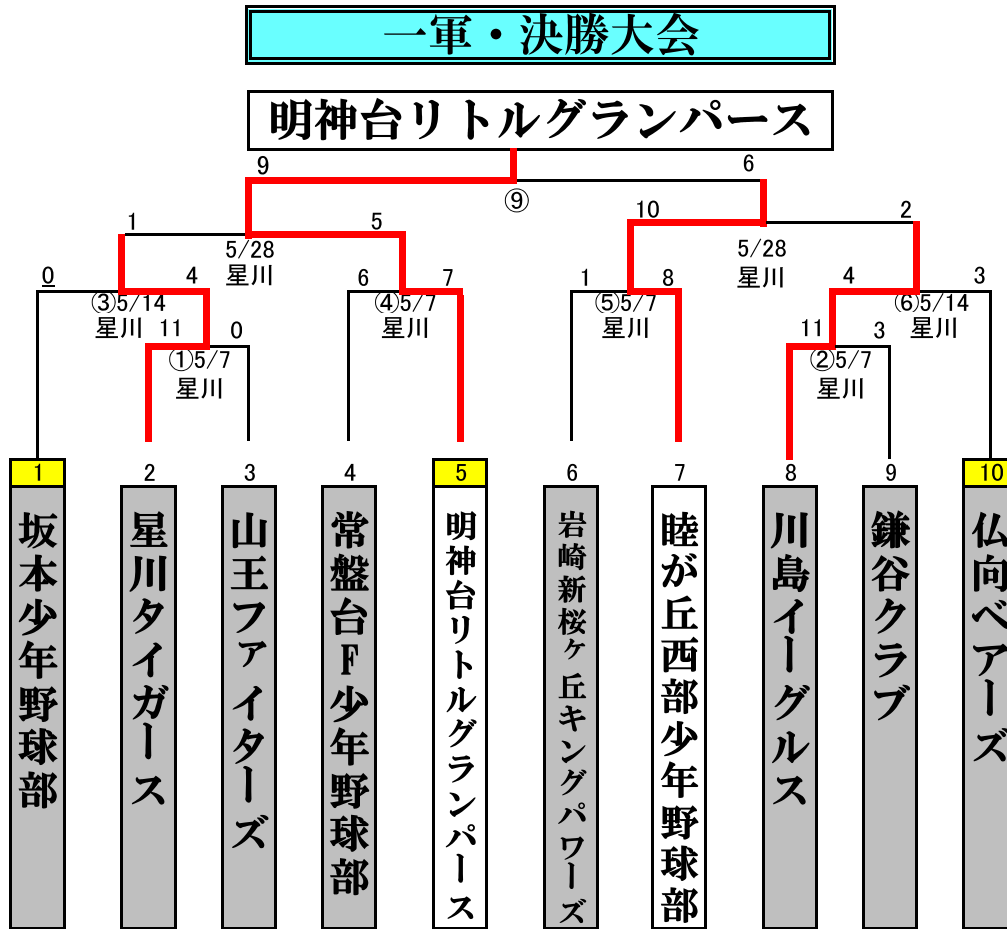 一軍・決勝大会
明神台リトルグランパース
9
6
⑨
1
5
10
2
5/28
星川
5/28
星川
0
4
6
7
1
8
4
3
③5/14
星川
④5/7
星川
⑤5/7
星川
⑥5/14
星川
11
0
11
3
①5/7
星川
②5/7
星川
1
2
3
4
5
6
7
8
9
10
坂本少年野球部
星川タイガース
山王ファイターズ
常盤台F少年野球部
明神台リトルグランパース
岩崎新桜ヶ丘キングパワーズ
睦が丘西部少年野球部
川島イーグルス
鎌谷クラブ
仏向ベアーズ